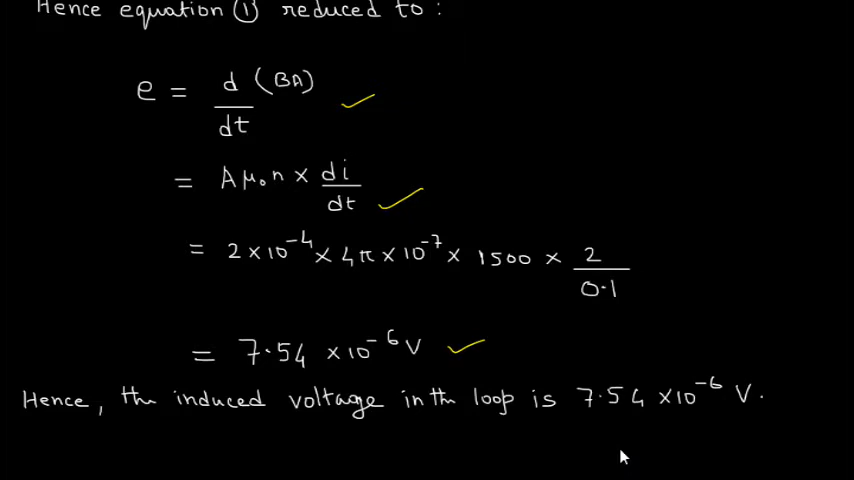 Hence equation ① reduced to :
e = d/dt (BA)
= Aμ₀n × di/dt
= 2 × 10⁻⁴ × 4π × 10⁻⁷ × 1500 × 2/0.1
= 7.54 × 10⁻⁶ V
Hence, the induced voltage in the loop is 7.54 × 10⁻⁶ V.